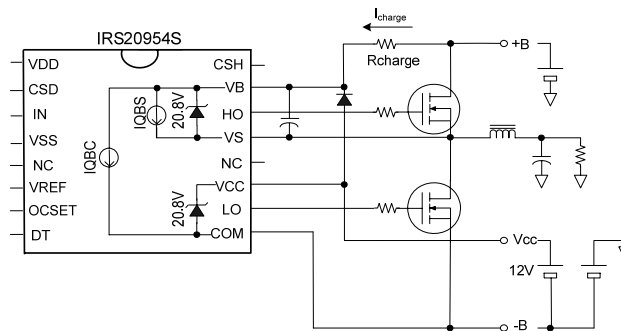 IRS20954S
Icharge
Rcharge
+B
VDD
CSD
IN
VSS
NC
VREF
OCSET
DT
CSH
VB
HO
VS
NC
VCC
LO
COM
IQBS
20.8V
IQBC
20.8V
Vcc
12V
-B